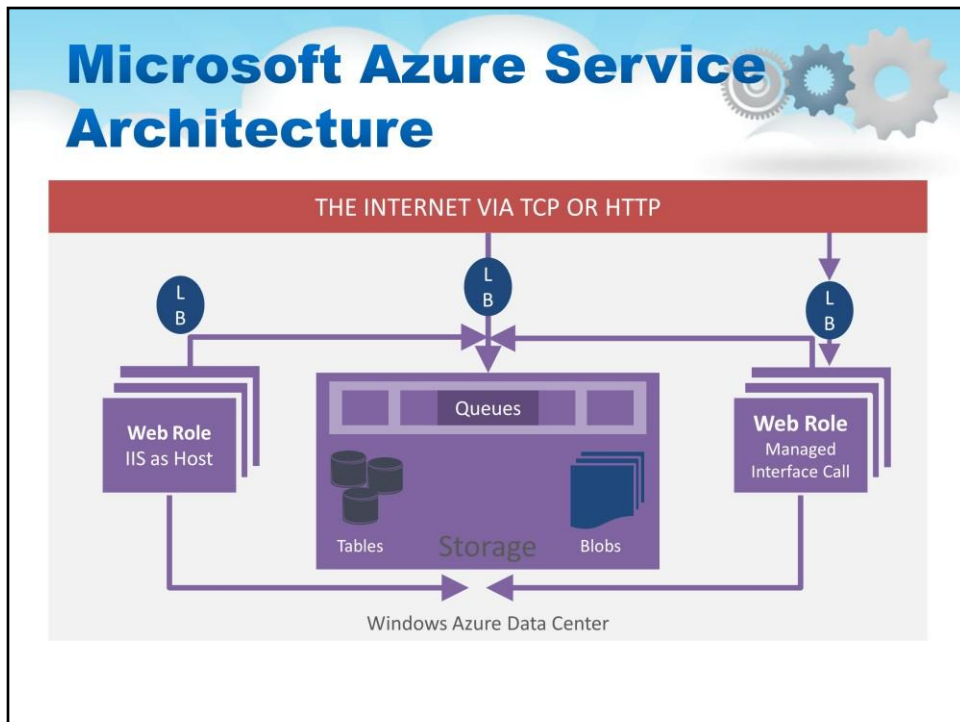 Microsoft Azure Service
Architecture
THE INTERNET VIA TCP OR HTTP
L
B
L
B
L
B
Web Role
IIS as Host
Queues
Tables
Storage
Blobs
Web Role
Managed
Interface Call
Windows Azure Data Center